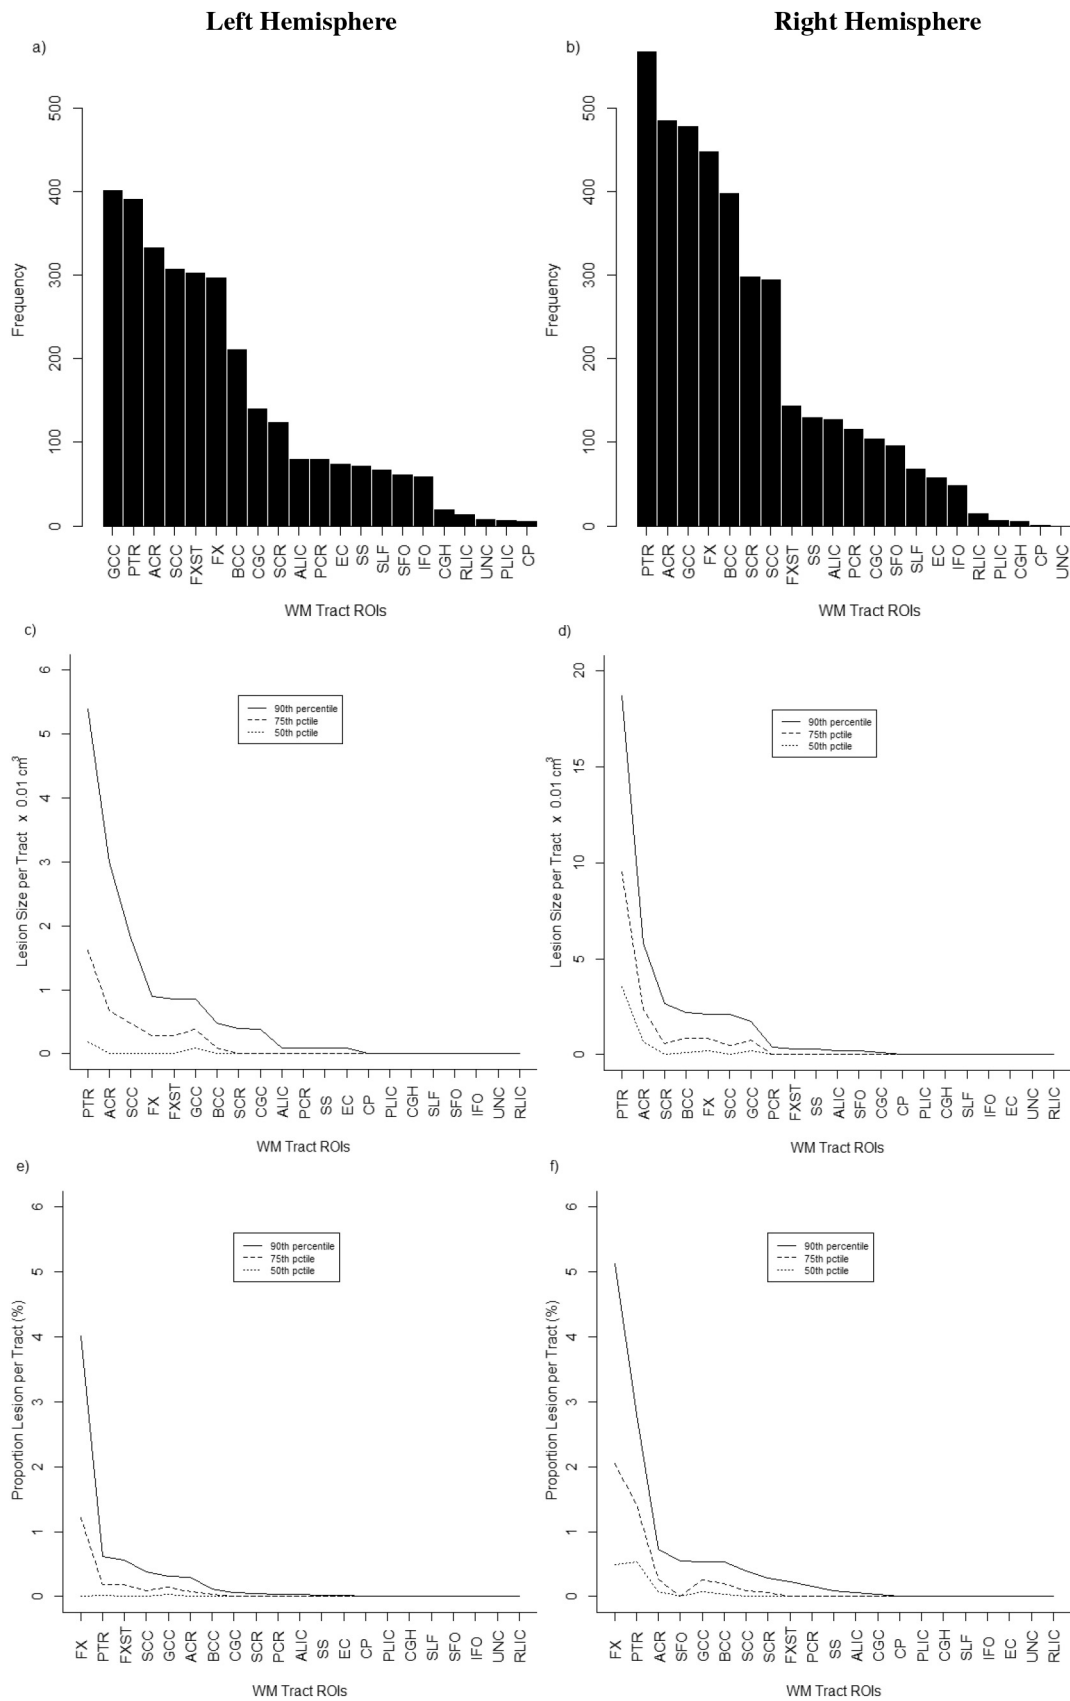 Left Hemisphere
Right Hemisphere
a)
Frequency
0
100
200
300
400
500
GCC
PTR
ACR
SCC
FXST
FX
BCC
CGC
SCR
ALIC
PCR
EC
SS
SLF
SFO
IFO
CGH
RLIC
UNC
PLIC
CP
WM Tract ROIs
b)
Frequency
0
100
200
300
400
500
PTR
ACR
GCC
FX
BCC
SCR
SCC
FXST
SS
ALIC
PCR
CGC
SFO
SLF
EC
IFO
RLIC
PLIC
CGH
CP
UNC
WM Tract ROIs
c)
Lesion Size per Tract x 0.01 cm³
0
1
2
3
4
5
6
90th percentile
75th pctile
50th pctile
PTR
ACR
SCC
FX
FXST
GCC
BCC
SCR
CGC
ALIC
PCR
SS
EC
CP
PLIC
CGH
SLF
SFO
IFO
UNC
RLIC
WM Tract ROIs
d)
Lesion Size per Tract x 0.01 cm³
0
5
10
15
20
90th percentile
75th pctile
50th pctile
PTR
ACR
SCR
BCC
FX
SCC
GCC
PCR
FXST
SS
ALIC
SFO
CGC
CP
PLIC
CGH
SLF
IFO
EC
UNC
RLIC
WM Tract ROIs
e)
Proportion Lesion per Tract (%)
0
1
2
3
4
5
6
90th percentile
75th pctile
50th pctile
FX
PTR
FXST
SCC
GCC
ACR
BCC
CGC
SCR
PCR
ALIC
SS
EC
CP
PLIC
CGH
SLF
SFO
IFO
UNC
RLIC
WM Tract ROIs
f)
Proportion Lesion per Tract (%)
0
1
2
3
4
5
6
90th percentile
75th pctile
50th pctile
FX
PTR
ACR
SFO
GCC
BCC
SCC
SCR
FXST
PCR
SS
ALIC
CGC
CP
PLIC
CGH
SLF
IFO
EC
UNC
RLIC
WM Tract ROIs